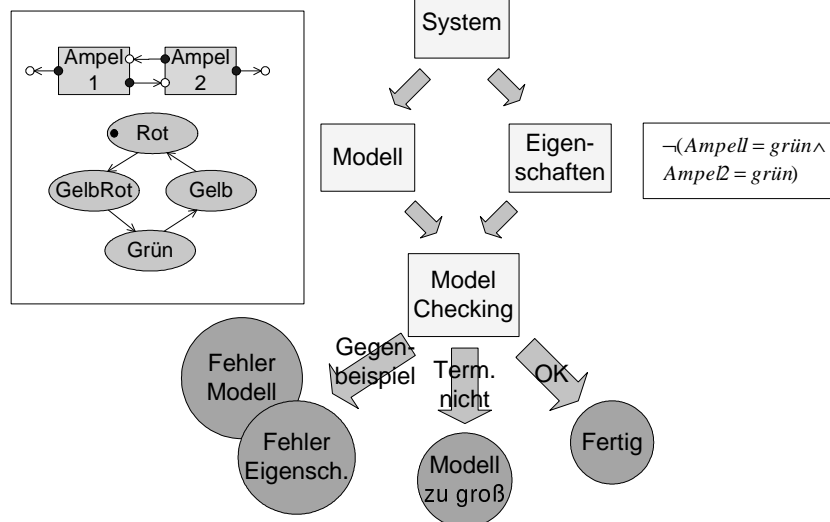 System
Ampel
1
Ampel
2
Rot
GelbRot
Gelb
Grün
Modell
Eigen-
schaften
¬(Ampel1 = grün∧
Ampel2 = grün)
Model
Checking
Gegen-
beispiel
Term.
nicht
OK
Fehler
Modell
Fehler
Eigensch.
Modell
zu groß
Fertig